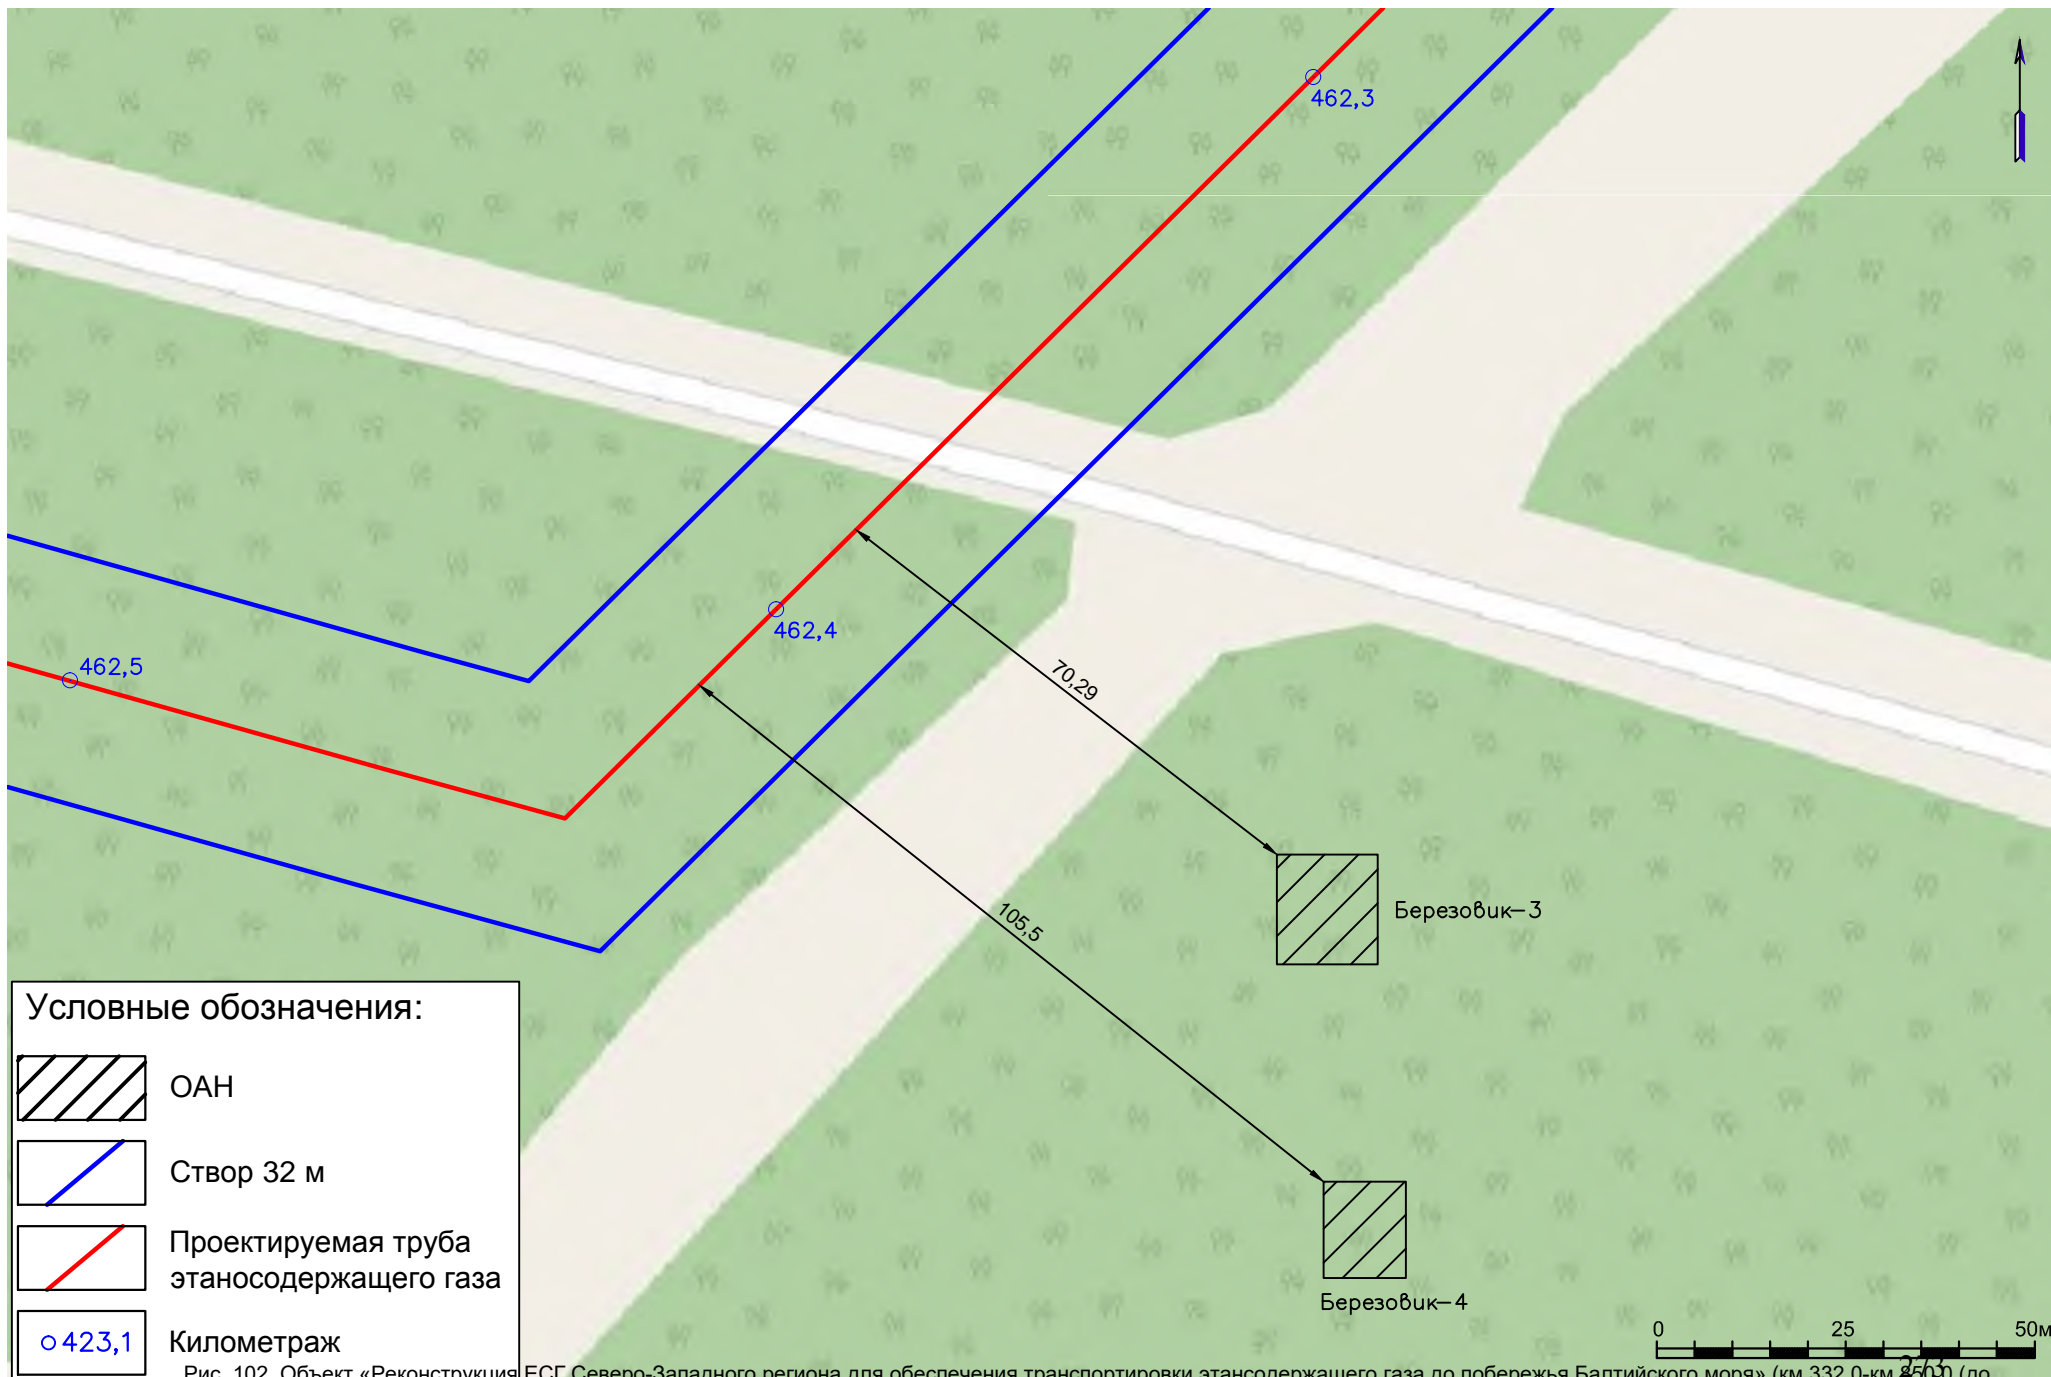 462,3
462,4
462,5
70,29
105,5
Березовик-3
Березовик-4
Условные обозначения:
ОАН
Створ 32 м
Проектируемая труба
этаносодержащего газа
423,1
Километраж
0 25 50м
Рис. 102. Объект «Реконструкция ЕСГ Северо-Западного региона для обеспечения транспортировки этансодержащего газа до побережья Балтийского моря» (км 332,0-км (до